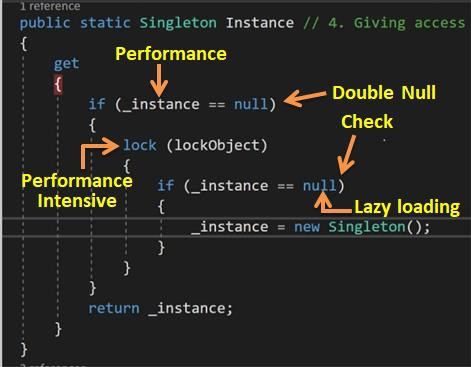 1 reference
public static Singleton Instance // 4. Giving access
{
get
Performance
{
if (_instance == null)
Double Null
Check
{
lock (lockObject)
{
Performance
Intensive
if (_instance == null)
{
Lazy loading
_instance = new Singleton();
}
}
}
return _instance;
}
}